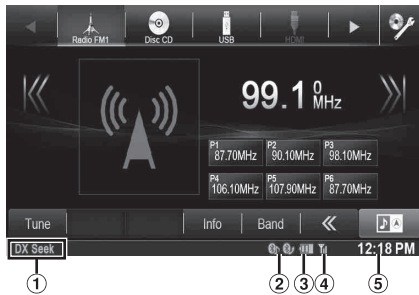 Radio FM1 Disc CD USB HDMI
99.10 MHz
P1 87.70MHz P2 90.10MHz P3 98.10MHz
P4 106.10MHz P5 107.90MHz P6 87.70MHz
Tune Info Band
DX Seek 12:18 PM
1 2 3 4 5